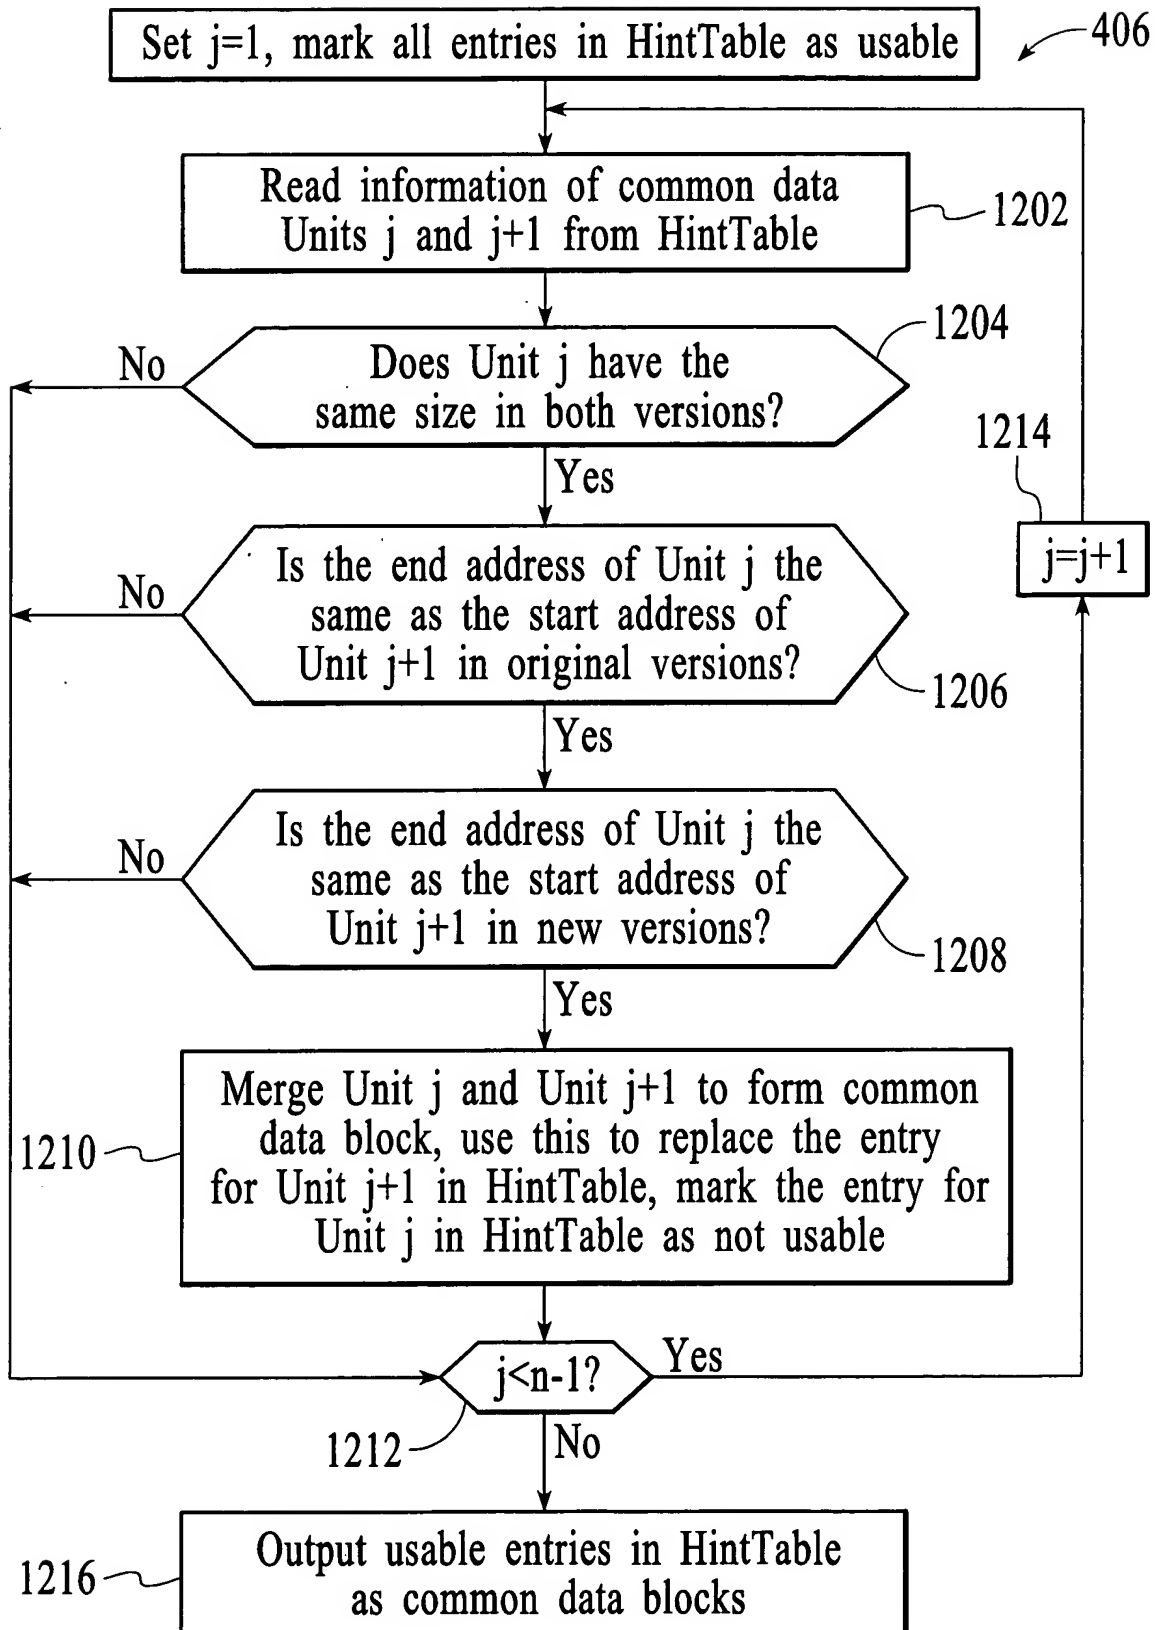 Set j=1, mark all entries in HintTable as usable
406
Read information of common data
Units j and j+1 from HintTable
1202
1204
No
Does Unit j have the
same size in both versions?
1214
Yes
j=j+1
No
Is the end address of Unit j the
same as the start address of
Unit j+1 in original versions?
1206
Yes
No
Is the end address of Unit j the
same as the start address of
Unit j+1 in new versions?
1208
Yes
1210
Merge Unit j and Unit j+1 to form common
data block, use this to replace the entry
for Unit j+1 in HintTable, mark the entry for
Unit j in HintTable as not usable
j<n-1?
Yes
1212
No
1216
Output usable entries in HintTable
as common data blocks